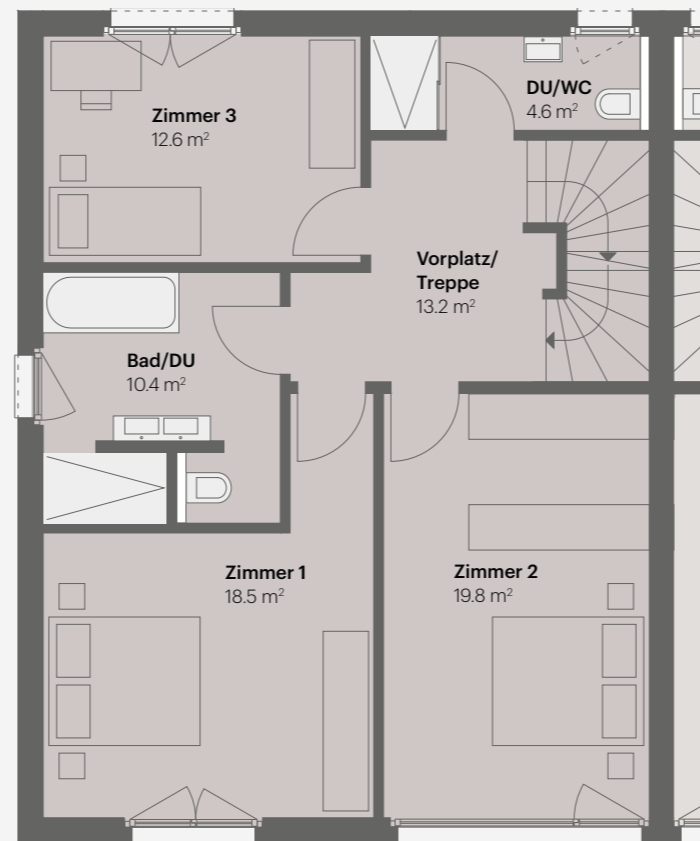 Zimmer 3
12.6 m²
DU/WC
4.6 m²
Vorplatz/
Treppe
13.2 m²
Bad/DU
10.4 m²
Zimmer 1
18.5 m²
Zimmer 2
19.8 m²